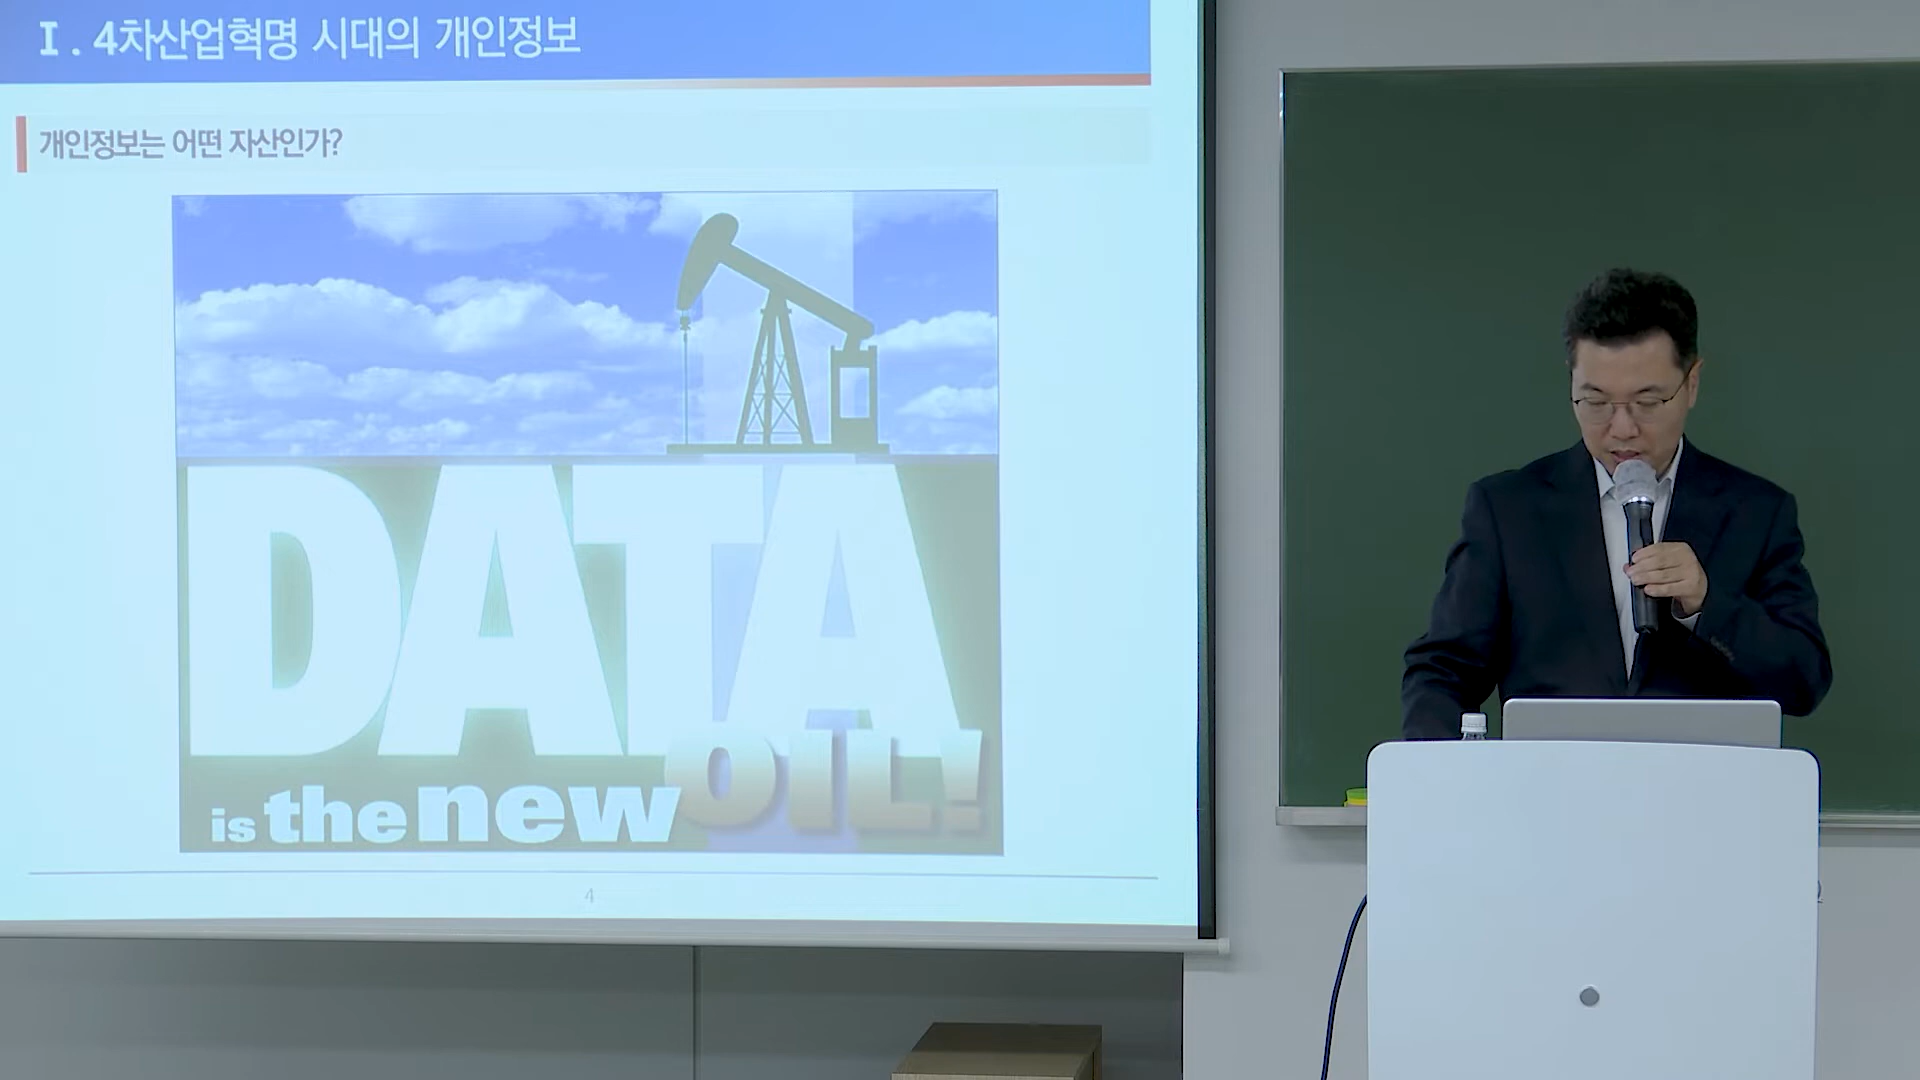 Ⅰ. 4차산업혁명 시대의 개인정보
개인정보는 어떤 자산인가?
DATA
is the new OIL!
4